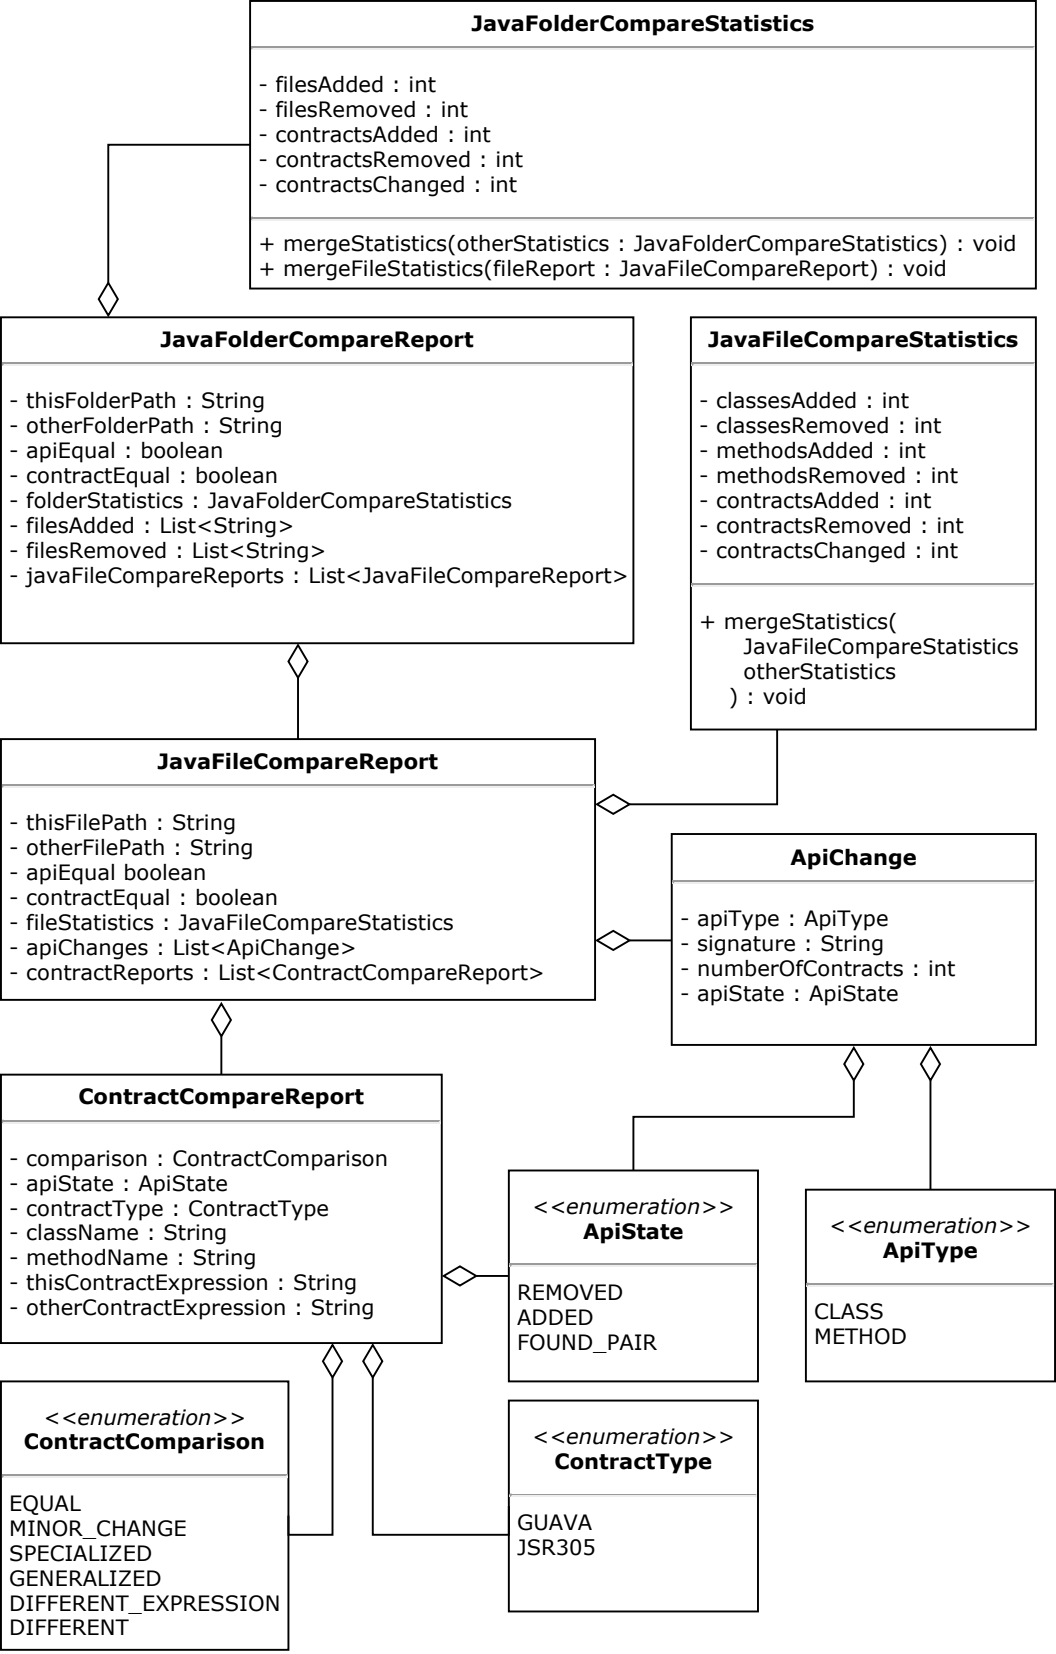 JavaFolderCompareStatistics
- filesAdded : int
- filesRemoved : int
- contractsAdded : int
- contractsRemoved : int
- contractsChanged : int
+ mergeStatistics(otherStatistics : JavaFolderCompareStatistics) : void
+ mergeFileStatistics(fileReport : JavaFileCompareReport) : void
JavaFolderCompareReport
- thisFolderPath : String
- otherFolderPath : String
- apiEqual : boolean
- contractEqual : boolean
- folderStatistics : JavaFolderCompareStatistics
- filesAdded : List<String>
- filesRemoved : List<String>
- javaFileCompareReports : List<JavaFileCompareReport>
JavaFileCompareStatistics
- classesAdded : int
- classesRemoved : int
- methodsAdded : int
- methodsRemoved : int
- contractsAdded : int
- contractsRemoved : int
- contractsChanged : int
+ mergeStatistics(
JavaFileCompareStatistics
otherStatistics
) : void
JavaFileCompareReport
- thisFilePath : String
- otherFilePath : String
- apiEqual boolean
- contractEqual : boolean
- fileStatistics : JavaFileCompareStatistics
- apiChanges : List<ApiChange>
- contractReports : List<ContractCompareReport>
ApiChange
- apiType : ApiType
- signature : String
- numberOfContracts : int
- apiState : ApiState
ContractCompareReport
- comparison : ContractComparison
- apiState : ApiState
- contractType : ContractType
- className : String
- methodName : String
- thisContractExpression : String
- otherContractExpression : String
<<enumeration>>
ApiState
REMOVED
ADDED
FOUND_PAIR
<<enumeration>>
ApiType
CLASS
METHOD
<<enumeration>>
ContractComparison
EQUAL
MINOR_CHANGE
SPECIALIZED
GENERALIZED
DIFFERENT_EXPRESSION
DIFFERENT
<<enumeration>>
ContractType
GUAVA
JSR305